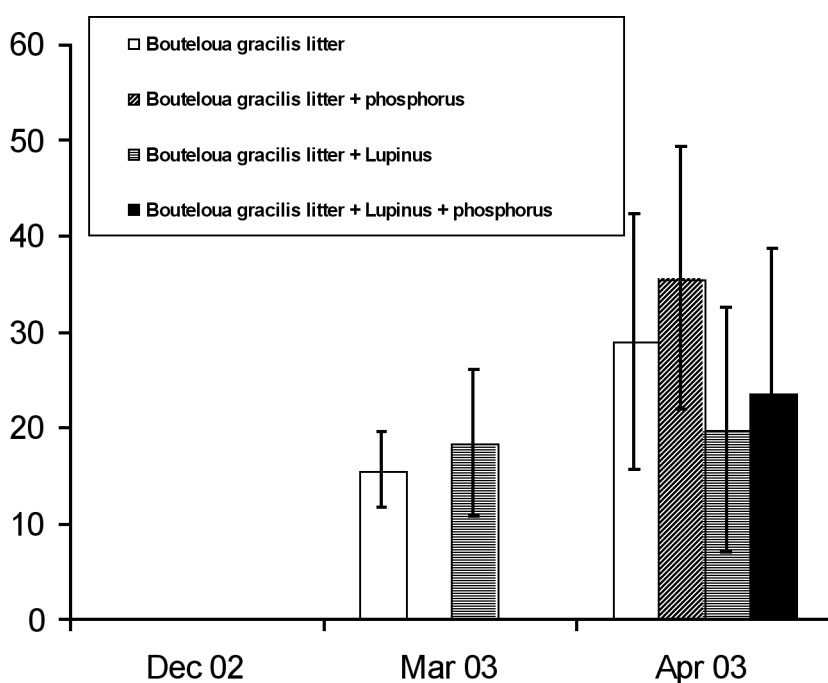 60
50
40
30
20
10
0
Bouteloua gracilis litter
Bouteloua gracilis litter + phosphorus
Bouteloua gracilis litter + Lupinus
Bouteloua gracilis litter + Lupinus + phosphorus
Dec 02 Mar 03 Apr 03